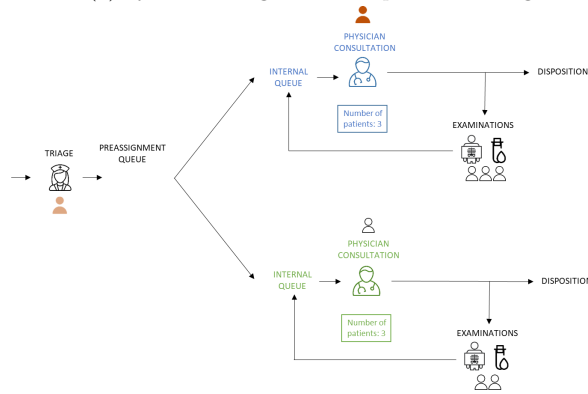 PHYSICIAN
CONSULTATION
INTERNAL
QUEUE
DISPOSITION
Number of
patients: 3
EXAMINATIONS
TRIAGE
PREASSIGNMENT
QUEUE
PHYSICIAN
CONSULTATION
INTERNAL
QUEUE
DISPOSITION
Number of
patients: 3
EXAMINATIONS